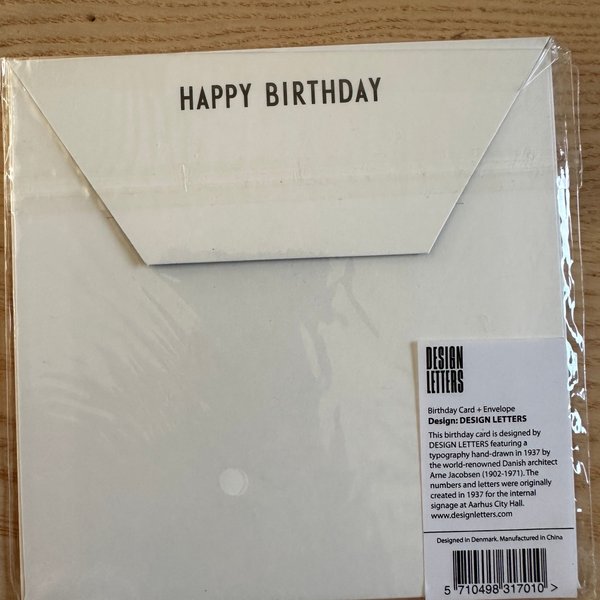 HAPPY BIRTHDAY
DESIGN
LETTERS
Birthday Card + Envelope
Design: DESIGN LETTERS
This birthday card is designed by
DESIGN LETTERS featuring a
typography hand-drawn in 1937 by
the world-renowned Danish architect
Arne Jacobsen (1902-1971). The
numbers and letters were originally
created in 1937 for the internal
signage at Aarhus City Hall.
www.designletters.com
Designed in Denmark. Manufactured in China
5 710498 317010 >